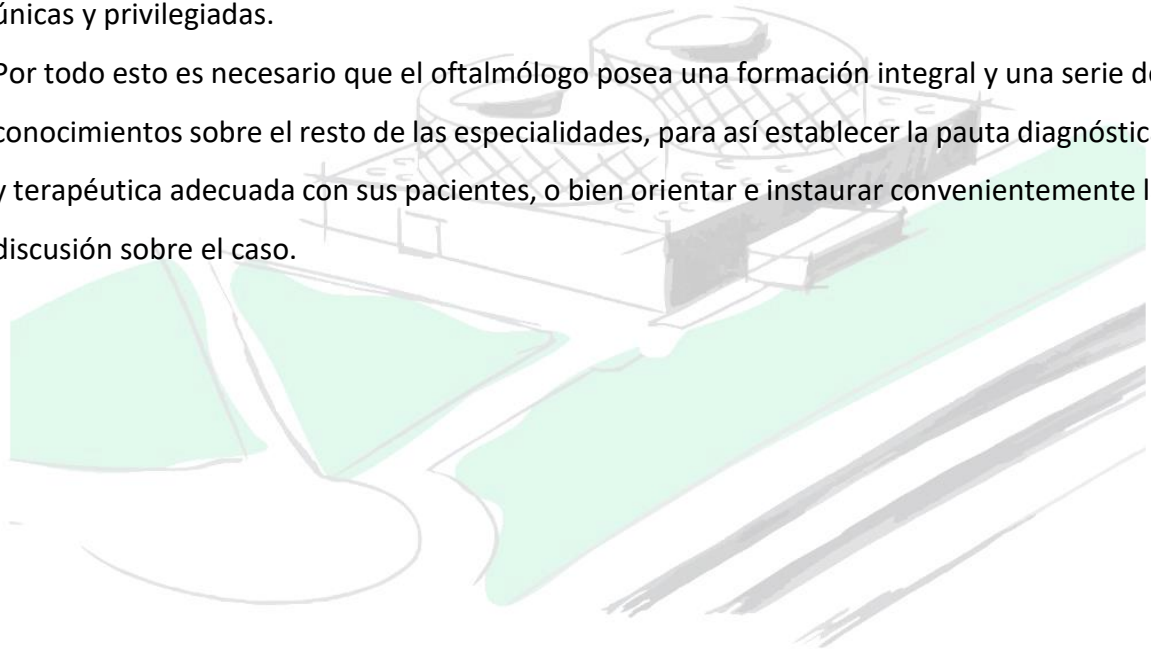 únicas y privilegiadas.
Por todo esto es necesario que el oftalmólogo posea una formación integral y una serie de
conocimientos sobre el resto de las especialidades, para así establecer la pauta diagnóstic
y terapéutica adecuada con sus pacientes, o bien orientar e instaurar convenientemente l
discusión sobre el caso.